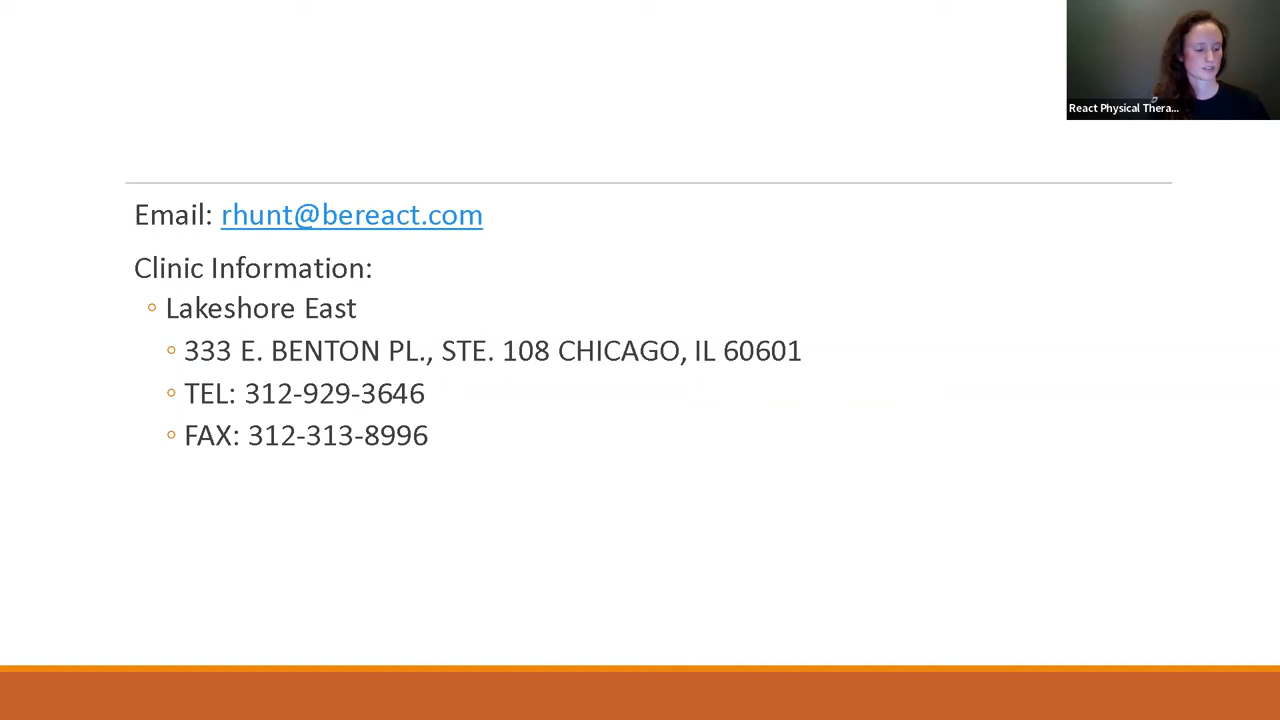 React Physical Thera...
Email: rhunt@bereact.com
Clinic Information:
◦ Lakeshore East
◦ 333 E. BENTON PL., STE. 108 CHICAGO, IL 60601
◦ TEL: 312-929-3646
◦ FAX: 312-313-8996